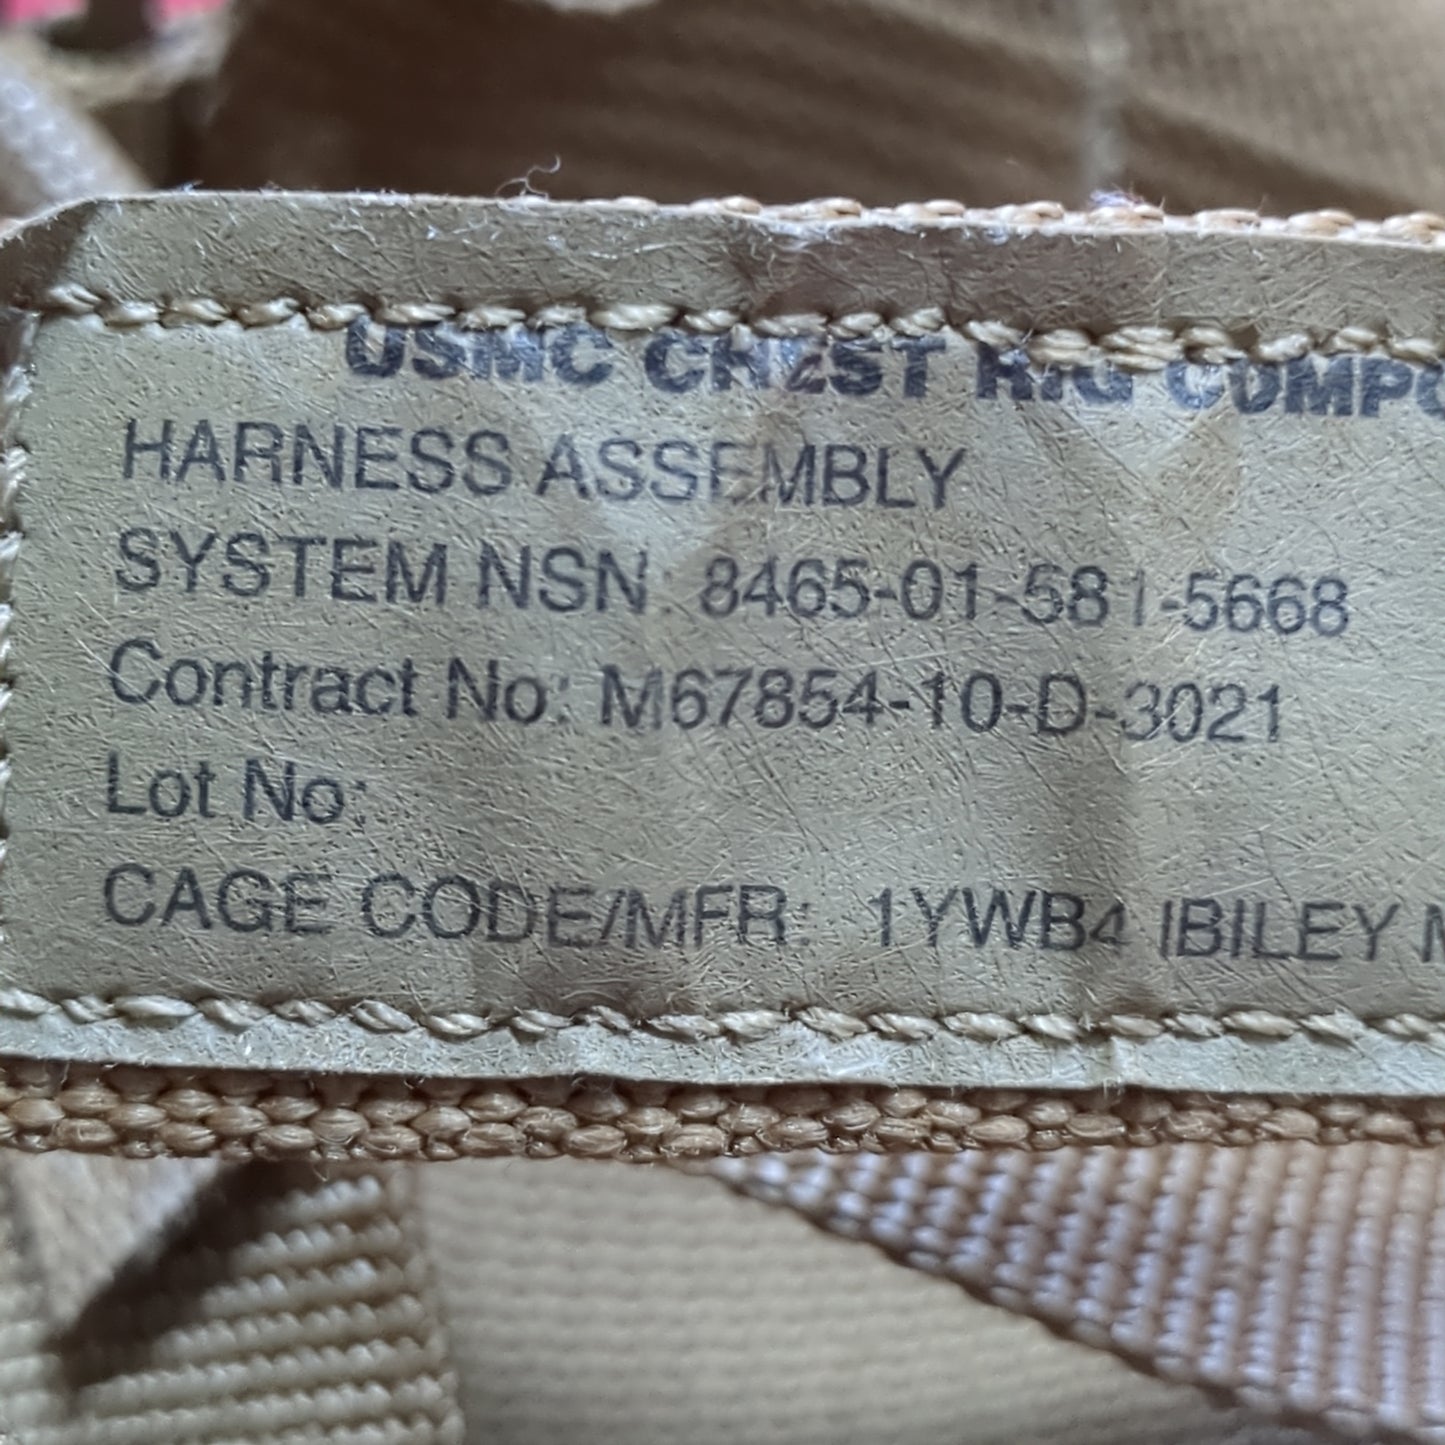 USMC CHEST RIG COMPO
HARNESS ASSEMBLY
SYSTEM NSN: 8465-01-581-5668
Contract No: M67854-10-D-3021
Lot No:
CAGE CODE/MFR: 1YWB4 IBILEY M